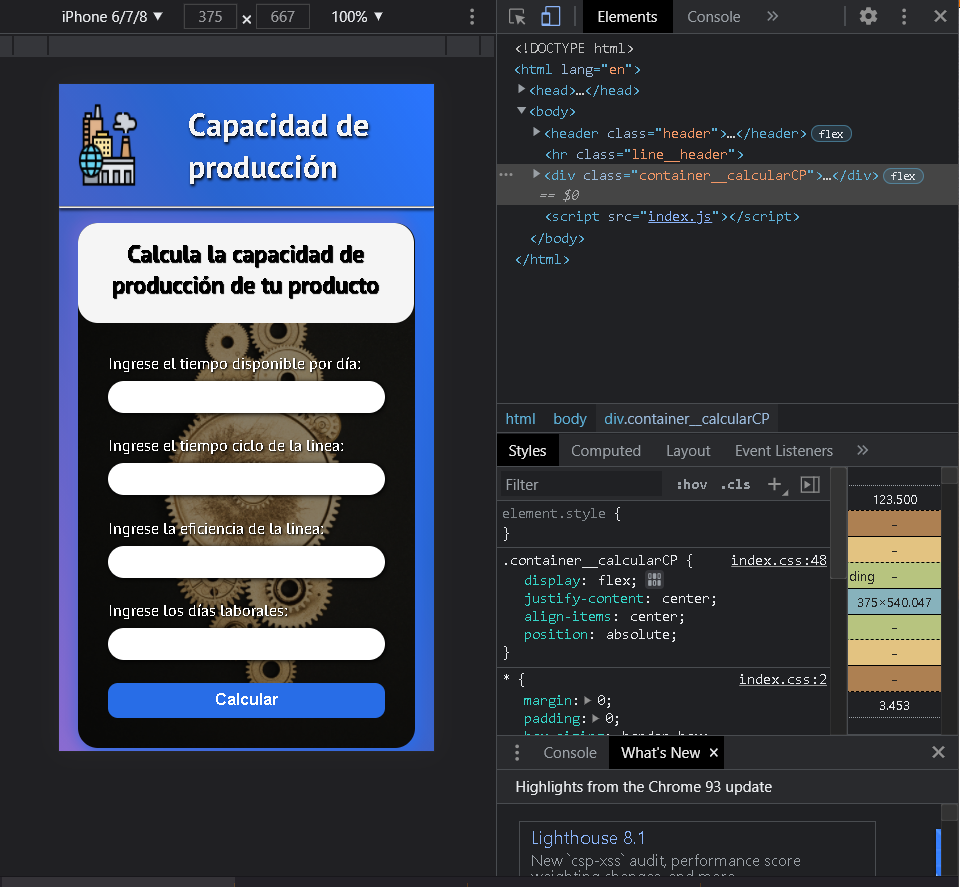 iPhone 6/7/8 ▼ 375 × 667 100% ▼
Elements Console »
<!DOCTYPE html>
<html lang="en">
<head>…</head>
<body>
<header class="header">…</header> flex
<hr class="line__header">
<div class="container__calcularCP">…</div> flex
== $0
<script src="index.js"></script>
</body>
</html>
Capacidad de
producción
Calcula la capacidad de
producción de tu producto
Ingrese el tiempo disponible por día:
Ingrese el tiempo ciclo de la linea:
Ingrese la eficiencia de la linea:
Ingrese los días laborales:
Calcular
html body div.container__calcularCP
Styles Computed Layout Event Listeners »
Filter :hov .cls +
element.style {
}
.container__calcularCP { index.css:48
display: flex;
justify-content: center;
align-items: center;
position: absolute;
}
* { index.css:2
margin: 0;
padding: 0;
box-sizing: border-box;
123.500
-
-
ding -
375×540.047
-
-
-
3.453
Console What's New ×
Highlights from the Chrome 93 update
Lighthouse 8.1
New `csp-xss` audit, performance score
weighting changes, and more.